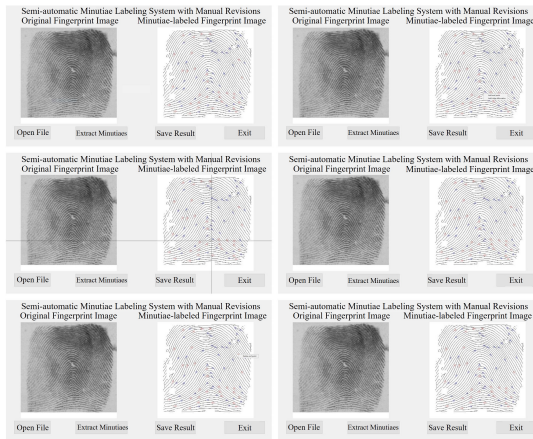 Semi-automatic Minutiae Labeling System with Manual Revisions
Original Fingerprint Image Minutiae-labeled Fingerprint Image
Open File Extract Minutiaes Save Result Exit
Semi-automatic Minutiae Labeling System with Manual Revisions
Original Fingerprint Image Minutiae-labeled Fingerprint Image
Open File Extract Minutiaes Save Result Exit
Semi-automatic Minutiae Labeling System with Manual Revisions
Original Fingerprint Image Minutiae-labeled Fingerprint Image
Open File Extract Minutiaes Save Result Exit
Semi-automatic Minutiae Labeling System with Manual Revisions
Original Fingerprint Image Minutiae-labeled Fingerprint Image
Open File Extract Minutiaes Save Result Exit
Semi-automatic Minutiae Labeling System with Manual Revisions
Original Fingerprint Image Minutiae-labeled Fingerprint Image
Open File Extract Minutiaes Save Result Exit
Semi-automatic Minutiae Labeling System with Manual Revisions
Original Fingerprint Image Minutiae-labeled Fingerprint Image
Open File Extract Minutiaes Save Result Exit